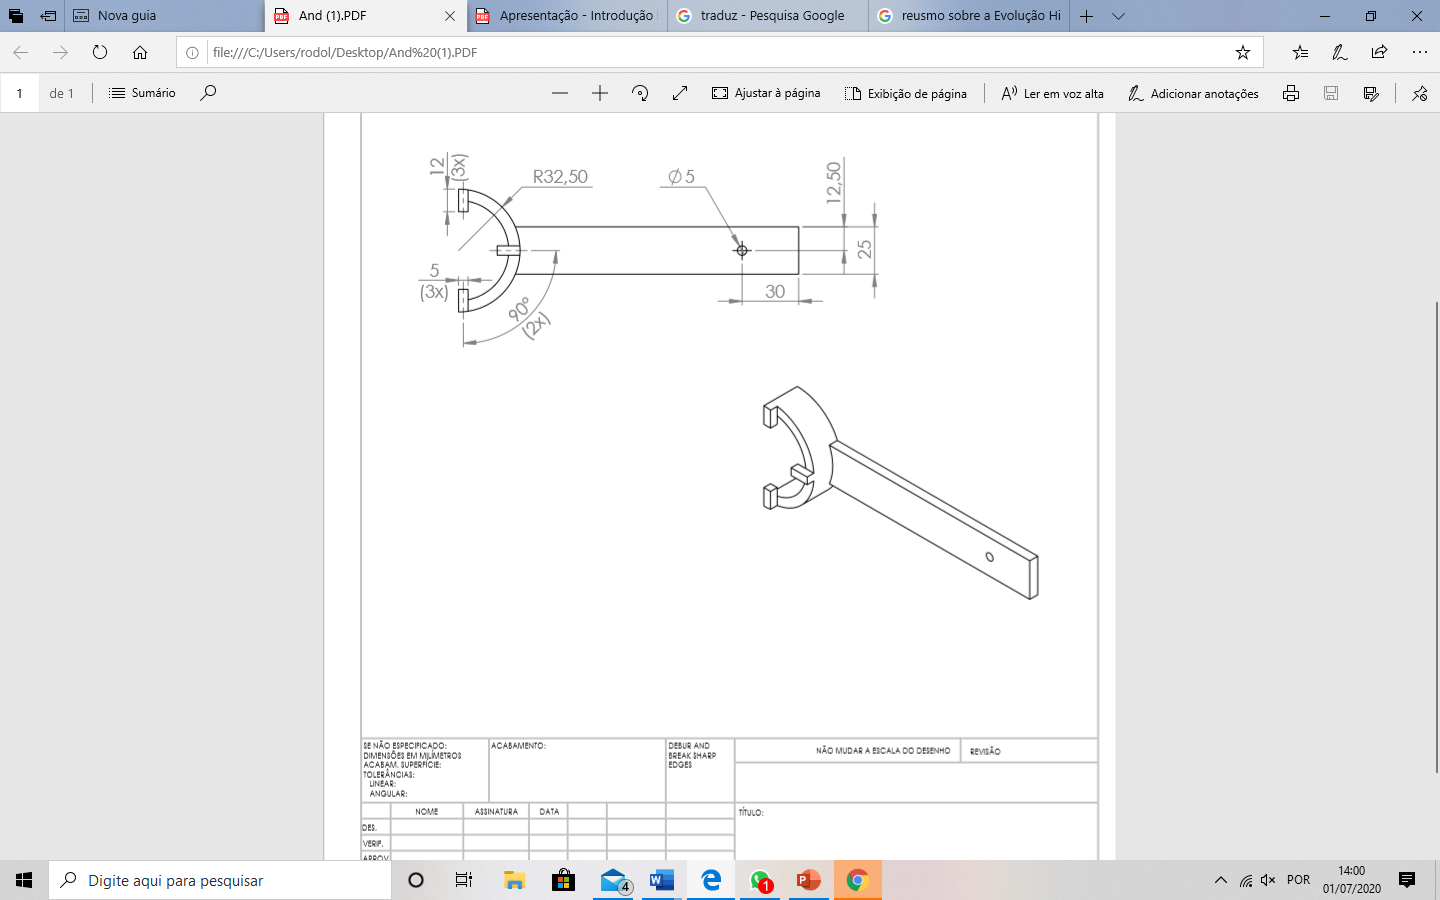 Nova guia
And (1).PDF
Apresentação - Introdução
traduz - Pesquisa Google
reusmo sobre a Evolução Hi
file:///C:/Users/rodol/Desktop/And%20(1).PDF
1 de 1
Sumário
Ajustar à página
Exibição de página
Ler em voz alta
Adicionar anotações
12
(3x)
R32,50
Ø5
12,50
25
5
(3x)
90°
(2x)
30
SE NÃO ESPECIFICADO:
DIMENSÕES EM MILÍMETROS
ACABAM. SUPERFÍCIE:
TOLERÂNCIAS:
LINEAR:
ANGULAR:
ACABAMENTO:
DEBUR AND
BREAK SHARP
EDGES
NÃO MUDAR A ESCALA DO DESENHO
REVISÃO
NOME
ASSINATURA
DATA
TÍTULO:
DES.
VERIF.
APROV
Digite aqui para pesquisar
4
1
POR
14:00
01/07/2020